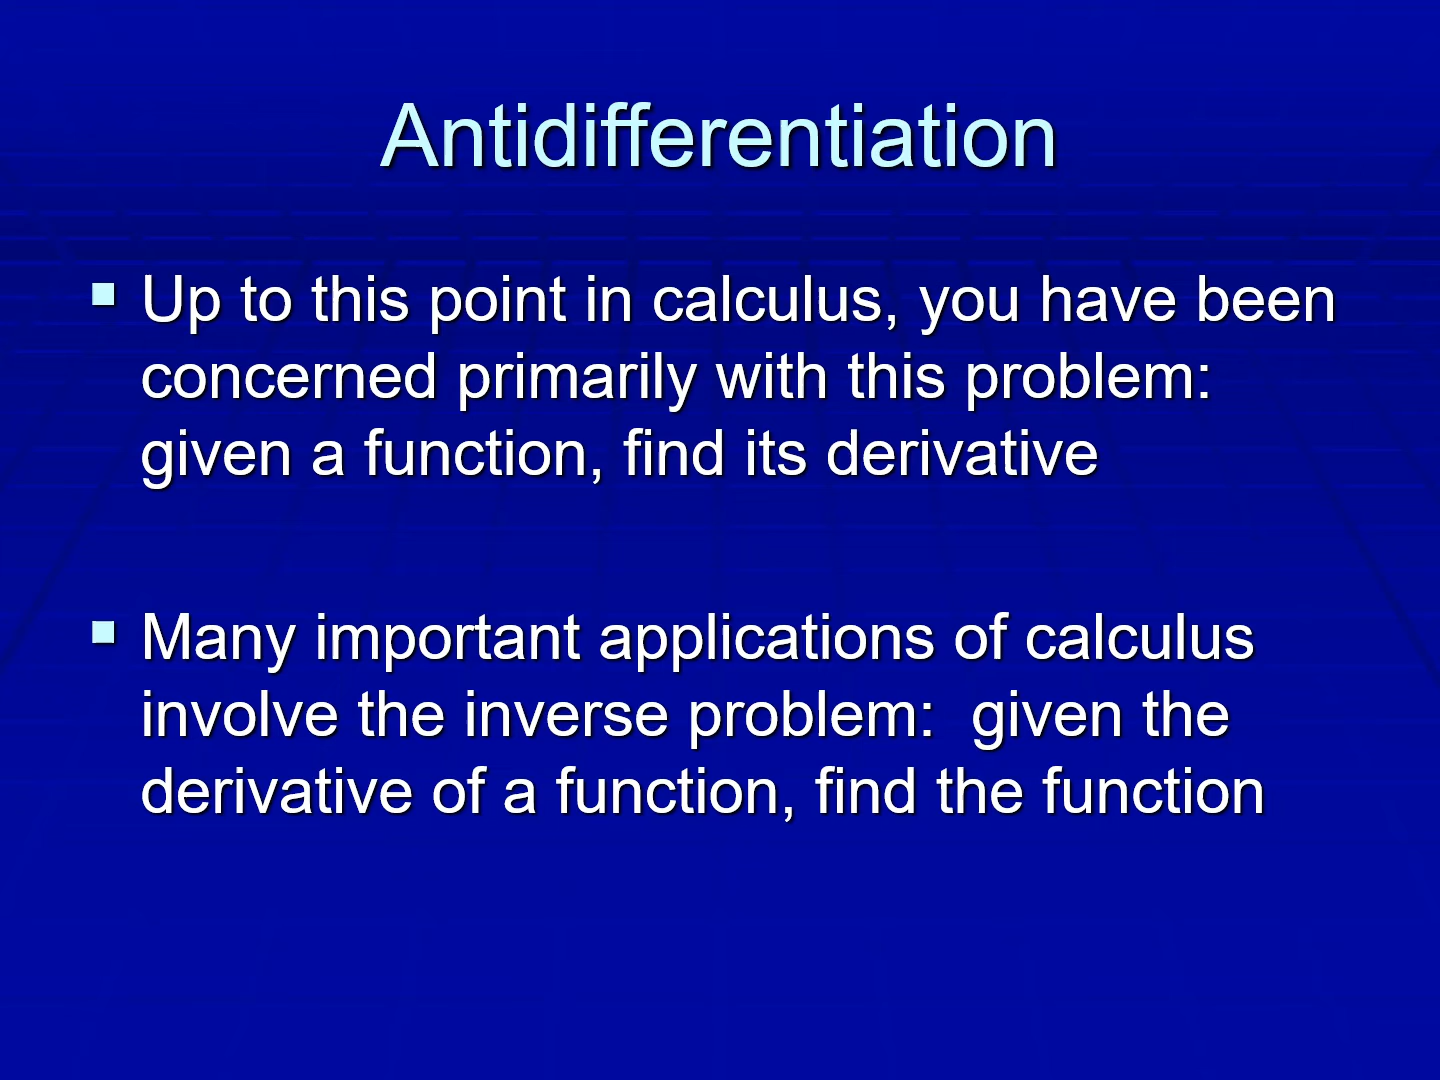 Antidifferentiation
▪ Up to this point in calculus, you have been
concerned primarily with this problem:
given a function, find its derivative
▪ Many important applications of calculus
involve the inverse problem:  given the
derivative of a function, find the function